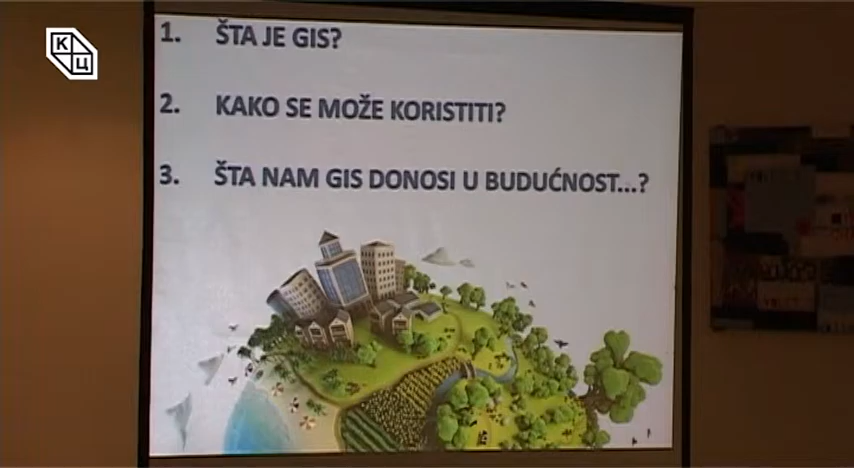 К
Ц
1. ŠTA JE GIS?
2. KAKO SE MOŽE KORISTITI?
3. ŠTA NAM GIS DONOSI U BUDUĆNOST...?